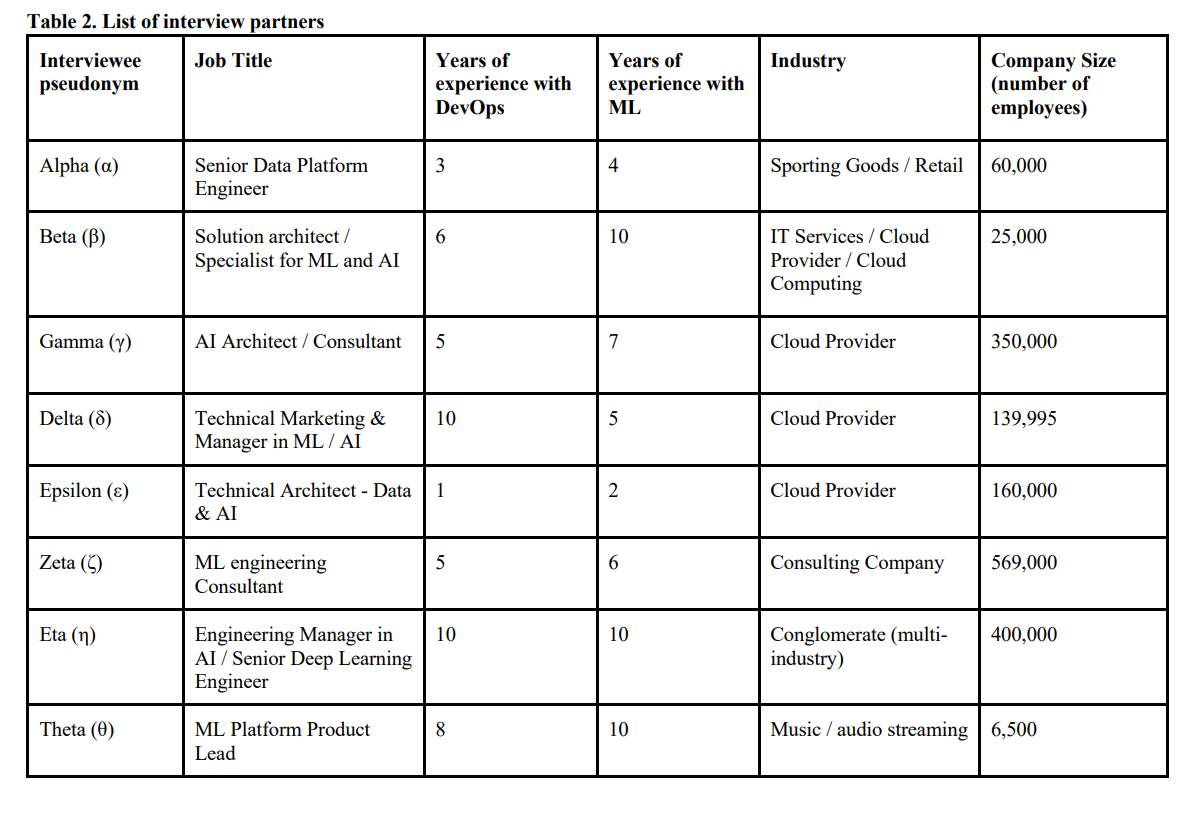 Table 2. List of interview partners
Interviewee pseudonym | Job Title | Years of experience with DevOps | Years of experience with ML | Industry | Company Size (number of employees)
Alpha (α) | Senior Data Platform Engineer | 3 | 4 | Sporting Goods / Retail | 60,000
Beta (β) | Solution architect / Specialist for ML and AI | 6 | 10 | IT Services / Cloud Provider / Cloud Computing | 25,000
Gamma (γ) | AI Architect / Consultant | 5 | 7 | Cloud Provider | 350,000
Delta (δ) | Technical Marketing & Manager in ML / AI | 10 | 5 | Cloud Provider | 139,995
Epsilon (ε) | Technical Architect - Data & AI | 1 | 2 | Cloud Provider | 160,000
Zeta (ζ) | ML engineering Consultant | 5 | 6 | Consulting Company | 569,000
Eta (η) | Engineering Manager in AI / Senior Deep Learning Engineer | 10 | 10 | Conglomerate (multi-industry) | 400,000
Theta (θ) | ML Platform Product Lead | 8 | 10 | Music / audio streaming | 6,500